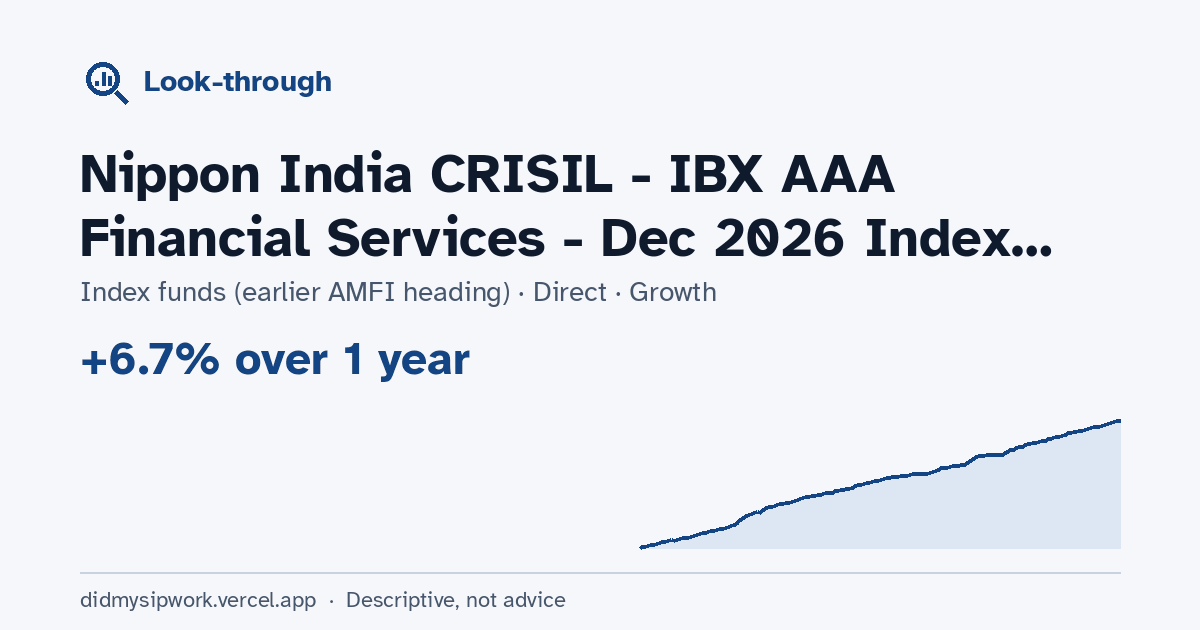 Look-through
Nippon India CRISIL - IBX AAA
Financial Services - Dec 2026 Index...
Index funds (earlier AMFI heading) · Direct · Growth
+6.7% over 1 year
didmysipwork.vercel.app · Descriptive, not advice